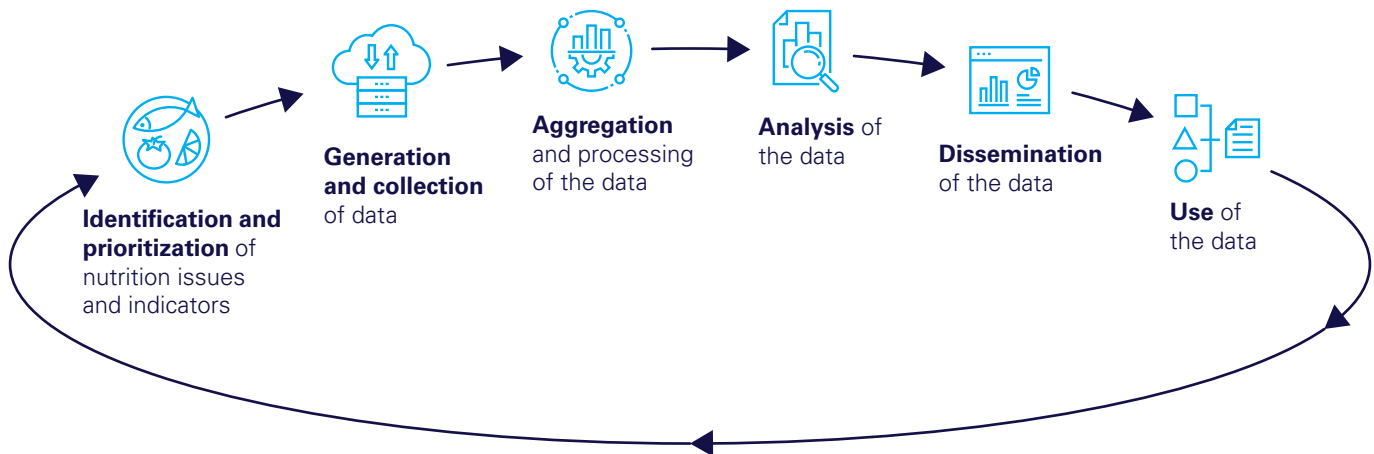 Identification and
prioritization of
nutrition issues
and indicators
Generation
and collection
of data
Aggregation
and processing
of the data
Analysis of
the data
Dissemination
of the data
Use of
the data